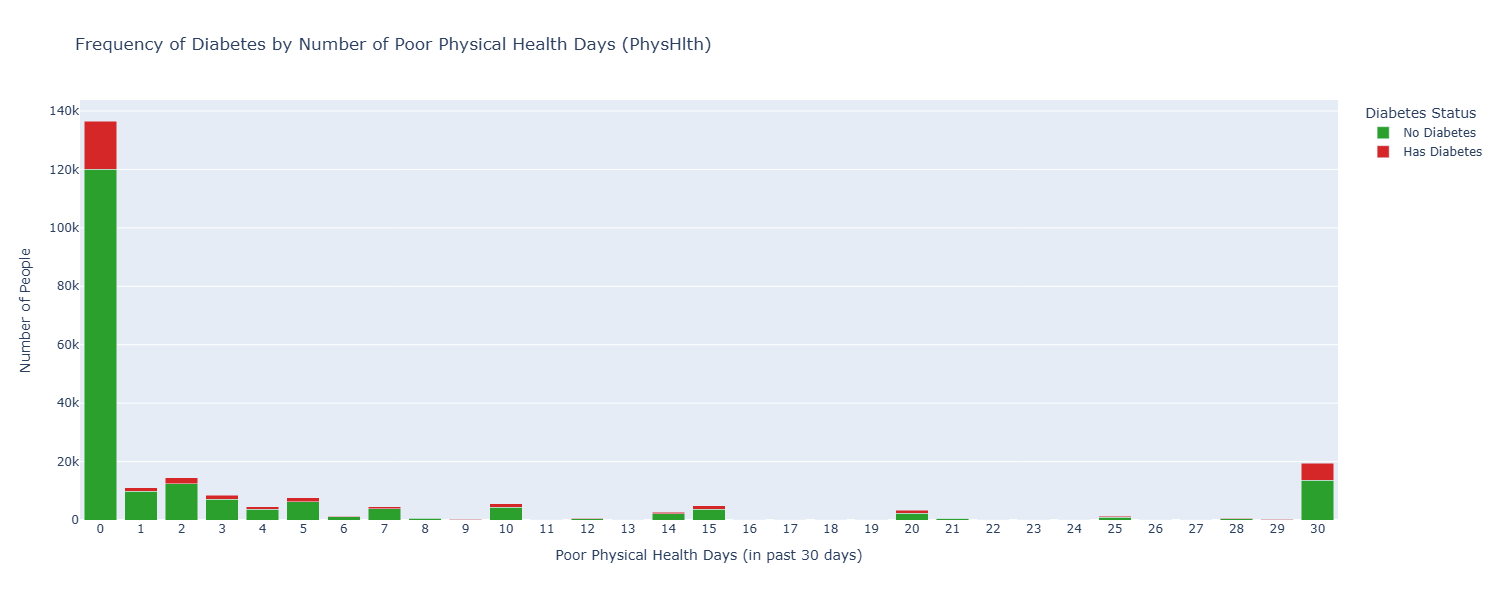 Frequency of Diabetes by Number of Poor Physical Health Days (PhysHlth)
Diabetes Status
No Diabetes
Has Diabetes
Number of People
140k
120k
100k
80k
60k
40k
20k
0
0 1 2 3 4 5 6 7 8 9 10 11 12 13 14 15 16 17 18 19 20 21 22 23 24 25 26 27 28 29 30
Poor Physical Health Days (in past 30 days)